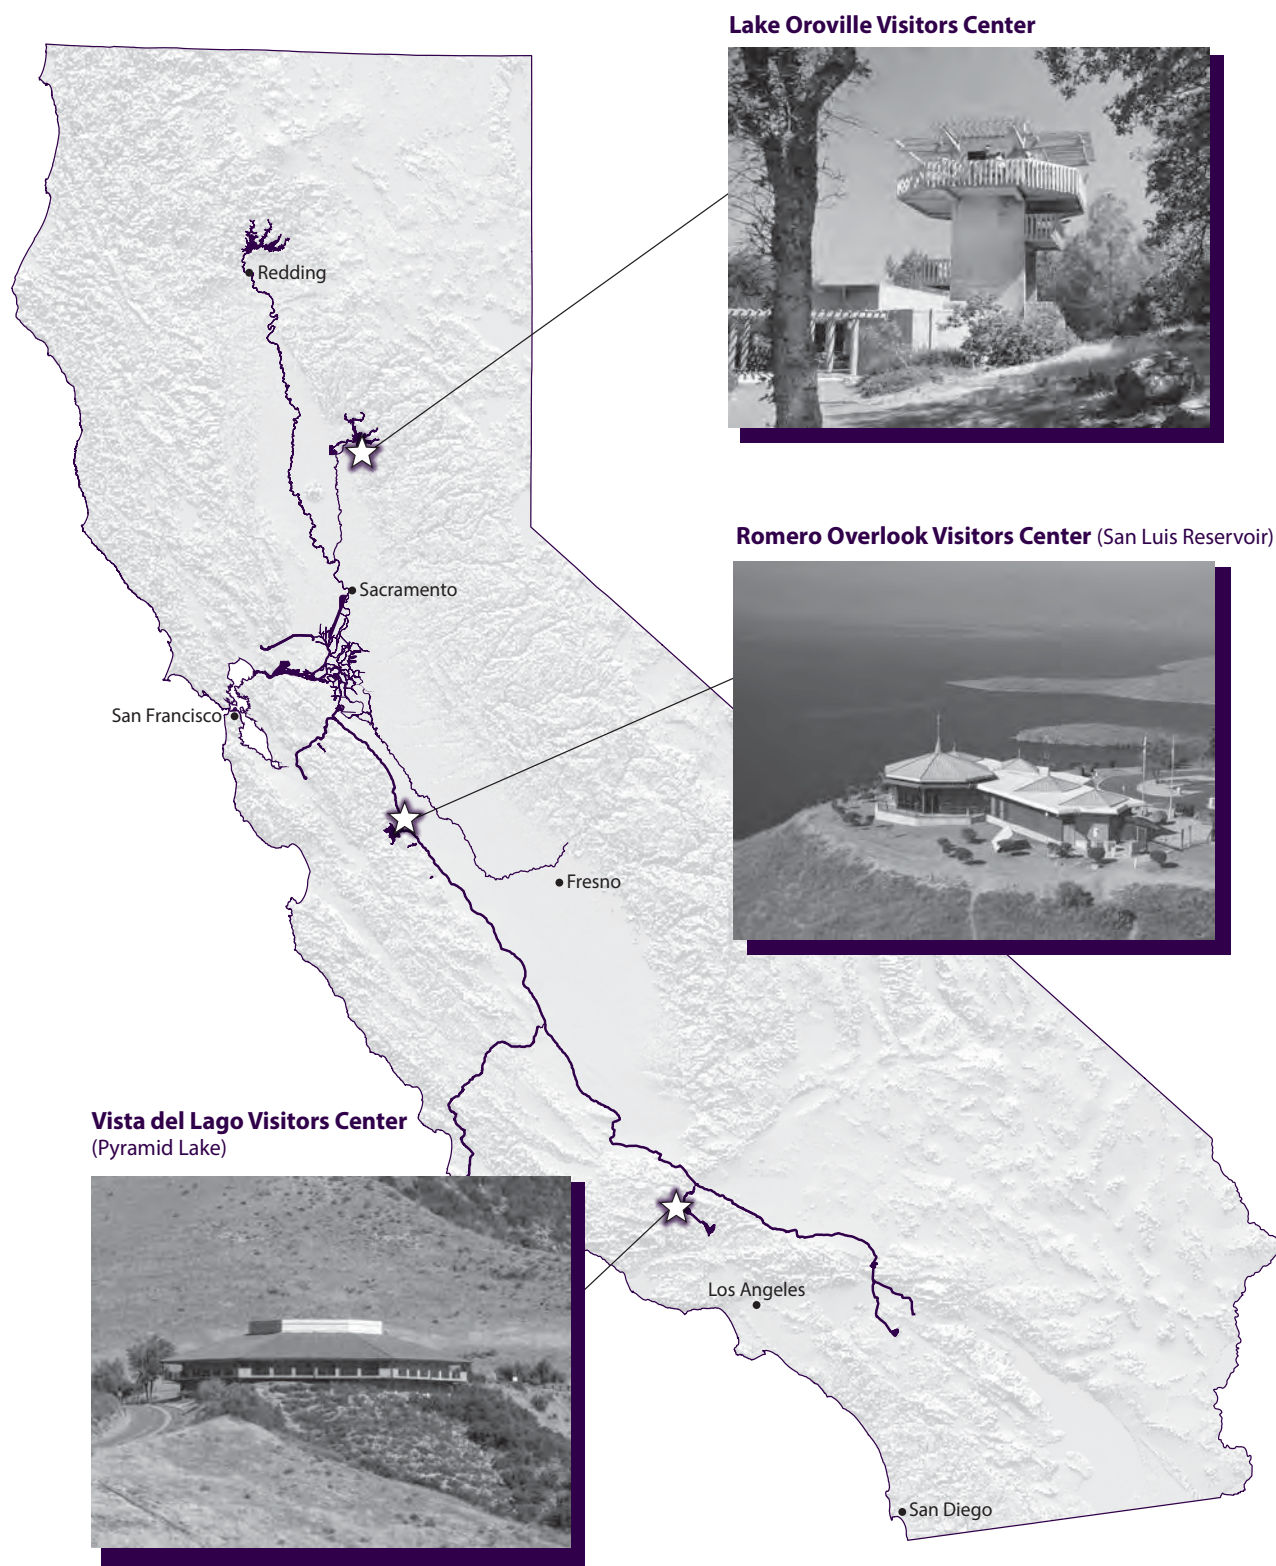 Lake Oroville Visitors Center
Redding
Romero Overlook Visitors Center (San Luis Reservoir)
Sacramento
San Francisco
Fresno
Vista del Lago Visitors Center
(Pyramid Lake)
Los Angeles
San Diego